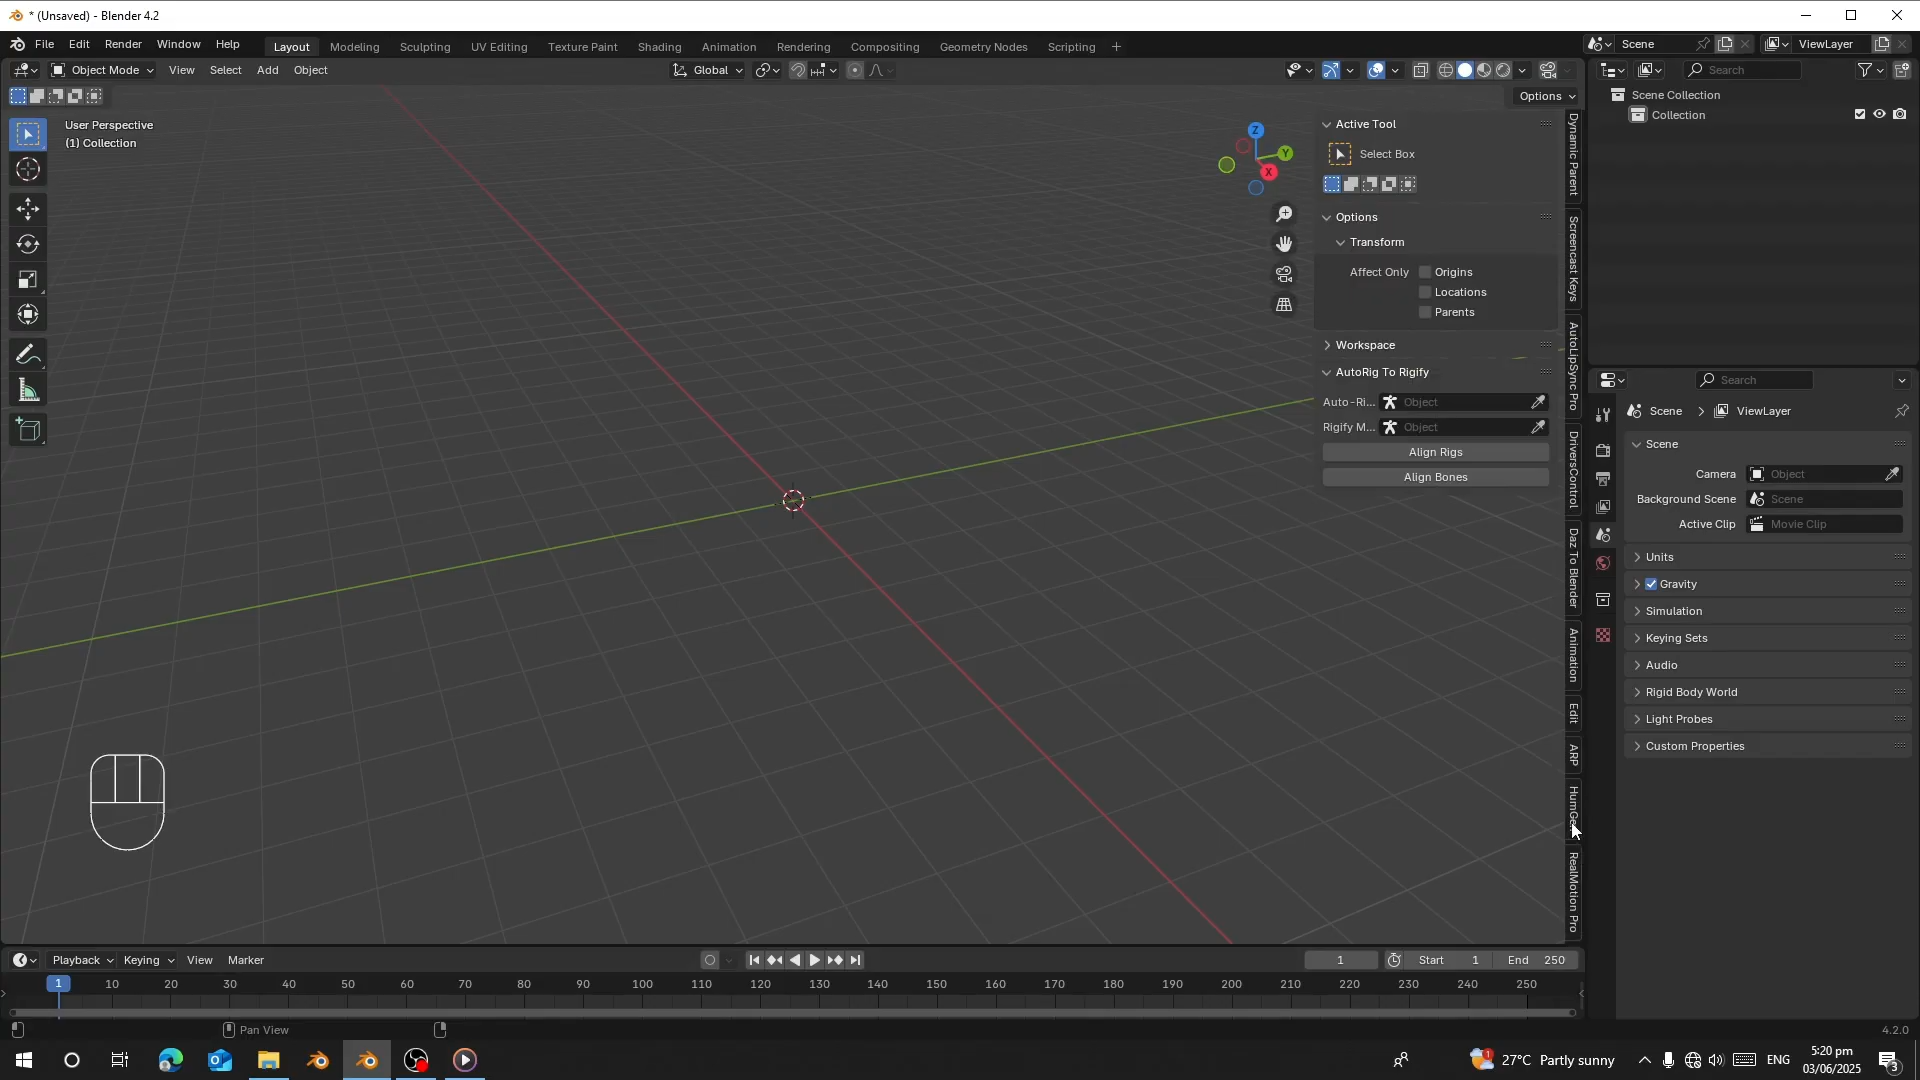 * (Unsaved) - Blender 4.2
File Edit Render Window Help Layout Modeling Sculpting UV Editing Texture Paint Shading Animation Rendering Compositing Geometry Nodes Scripting + Scene ViewLayer
Object Mode View Select Add Object Global Search
Options
User Perspective
(1) Collection
Z
Y
X
Active Tool
Select Box
Options
Transform
Affect Only Origins
Locations
Parents
Workspace
AutoRig To Rigify
Auto-Ri... Object
Rigify M... Object
Align Rigs
Align Bones
Dynamic Parent
Screencast Keys
AutoLipSync Pro
DriversControl
Daz To Blender
Animation
Edit
ARP
RealMotion Pro
Scene Collection
Collection
Search
Scene ViewLayer
Scene
Camera Object
Background Scene Scene
Active Clip Movie Clip
Units
Gravity
Simulation
Keying Sets
Audio
Rigid Body World
Light Probes
Custom Properties
Playback Keying View Marker 1 Start 1 End 250
1 10 20 30 40 50 60 70 80 90 100 110 120 130 140 150 160 170 180 190 200 210 220 230 240 250
Pan View 4.2.0
1 27°C Partly sunny ENG 5:20 pm
03/06/2025 3